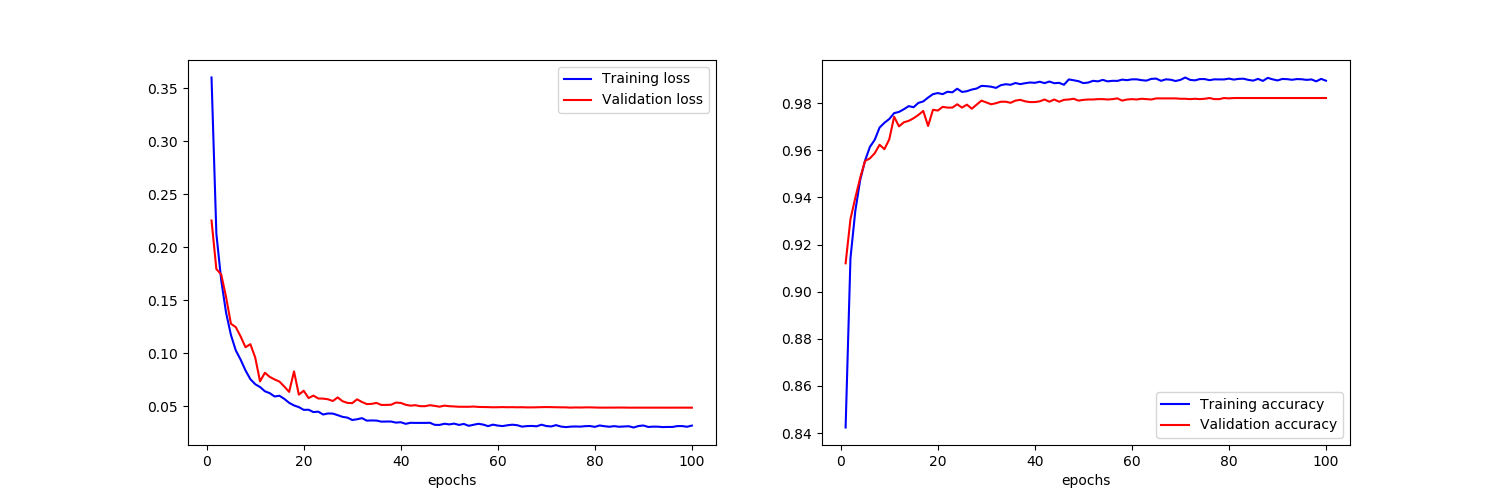 0.35
0.30
0.25
0.20
0.15
0.10
0.05
0 20 40 60 80 100
epochs
Training loss
Validation loss
0.98
0.96
0.94
0.92
0.90
0.88
0.86
0.84
0 20 40 60 80 100
epochs
Training accuracy
Validation accuracy